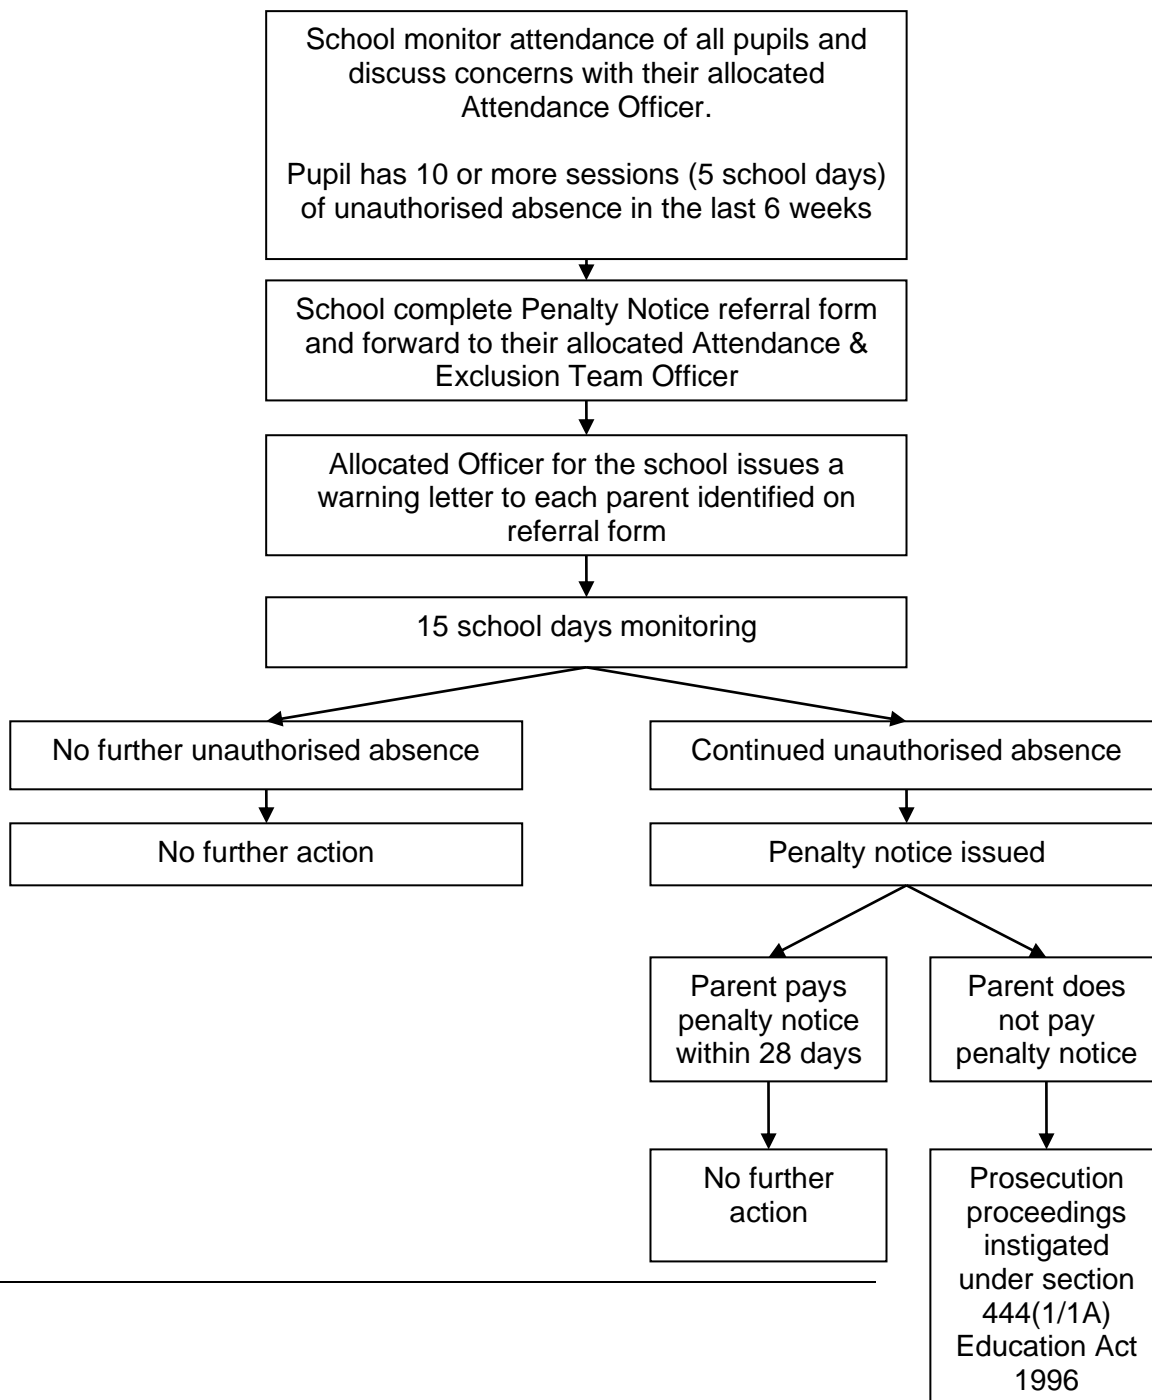 School monitor attendance of all pupils and
discuss concerns with their allocated
Attendance Officer.
Pupil has 10 or more sessions (5 school days)
of unauthorised absence in the last 6 weeks
School complete Penalty Notice referral form
and forward to their allocated Attendance &
Exclusion Team Officer
Allocated Officer for the school issues a
warning letter to each parent identified on
referral form
15 school days monitoring
No further unauthorised absence
Continued unauthorised absence
No further action
Penalty notice issued
Parent pays
penalty notice
within 28 days
Parent does
not pay
penalty notice
No further
action
Prosecution
proceedings
instigated
under section
444(1/1A)
Education Act
1996